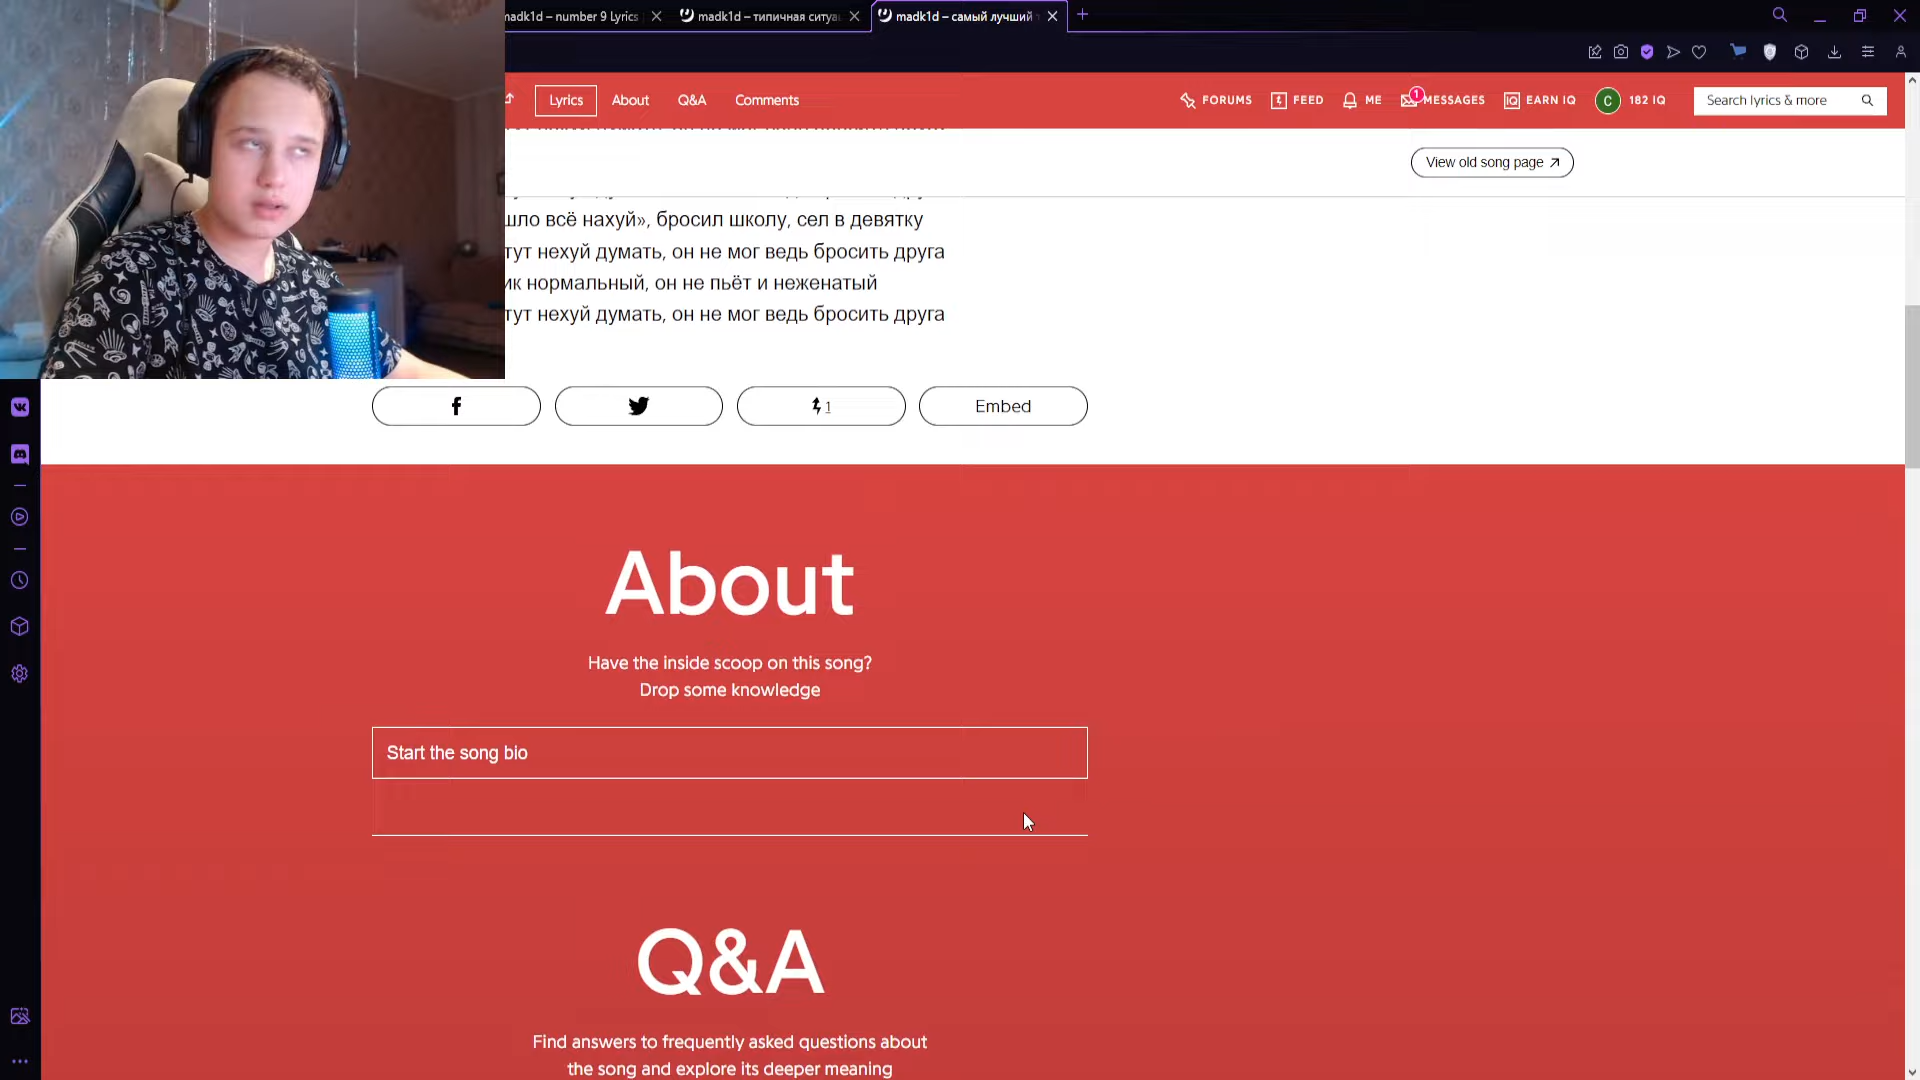 madk1d – number 9 Lyrics
madk1d – типичная ситуа
madk1d – самый лучший
Lyrics
About
Q&A
Comments
FORUMS
FEED
ME
1
MESSAGES
EARN IQ
C
182 IQ
Search lyrics & more
View old song page
шло всё нахуй», бросил школу, сел в девятку
тут нехуй думать, он не мог ведь бросить друга
ик нормальный, он не пьёт и неженатый
тут нехуй думать, он не мог ведь бросить друга
1
Embed
About
Have the inside scoop on this song?
Drop some knowledge
Start the song bio
Q&A
Find answers to frequently asked questions about
the song and explore its deeper meaning